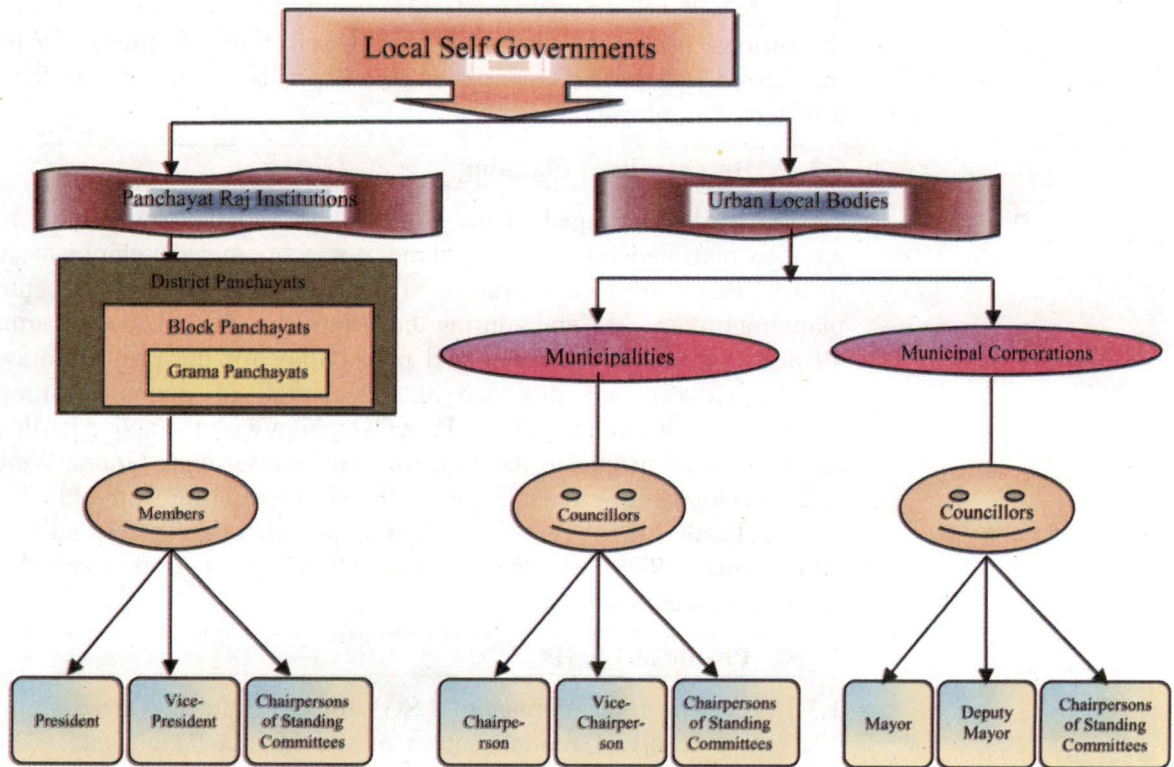 Local Self Governments
Panchayat Raj Institutions
Urban Local Bodies
District Panchayats
Block Panchayats
Grama Panchayats
Municipalities
Municipal Corporations
Members
Councillors
Councillors
President
Vice-
President
Chairpersons
of Standing
Committees
Chairpe-
rson
Vice-
Chairper-
son
Chairpersons
of Standing
Committees
Mayor
Deputy
Mayor
Chairpersons
of Standing
Committees